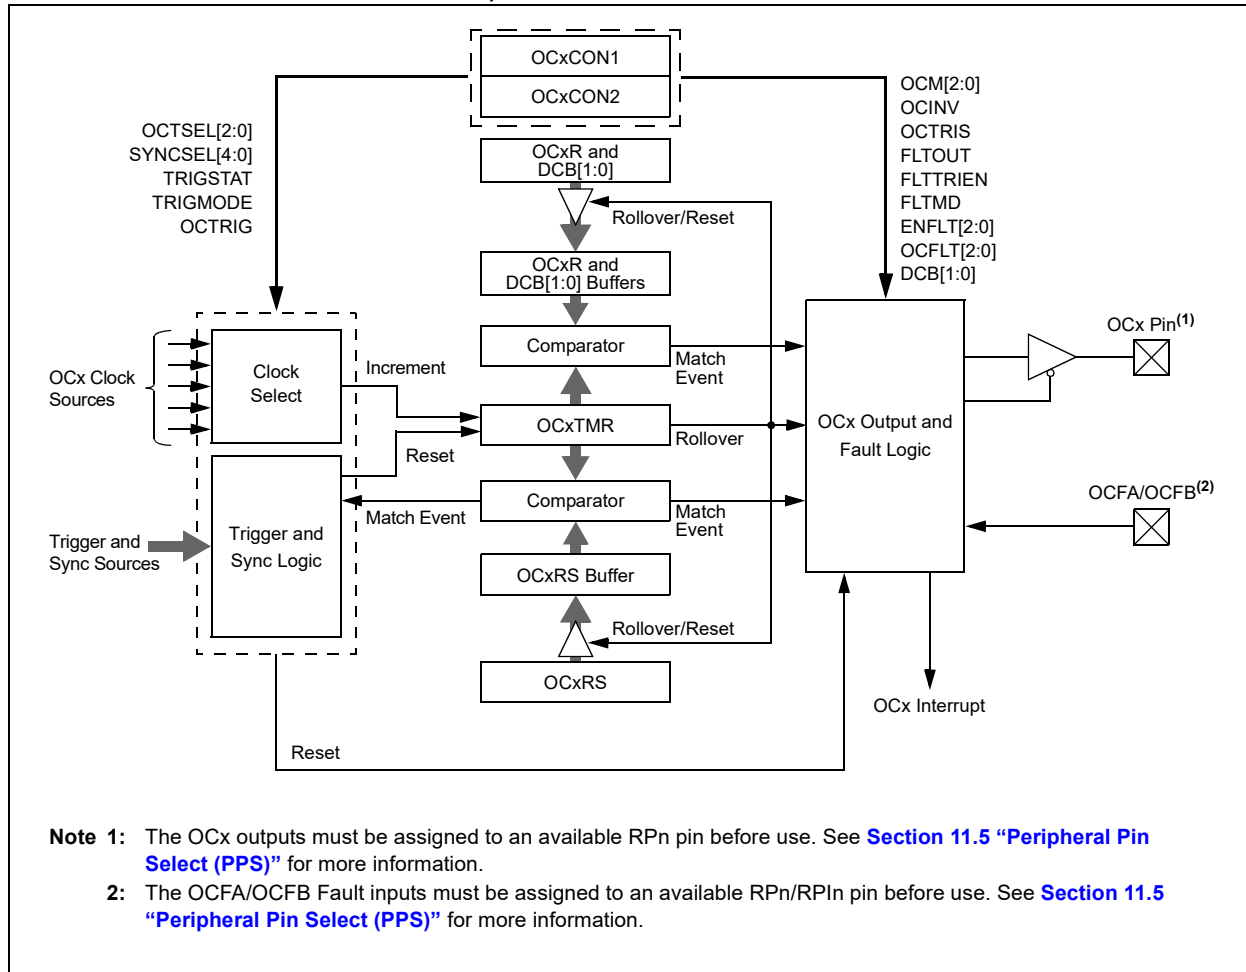 OCxCON1
OCxCON2
OCTSEL[2:0]
SYNCSEL[4:0]
TRIGSTAT
TRIGMODE
OCTRIG
OCM[2:0]
OCINV
OCTRIS
FLTOUT
FLTTRIEN
FLTMD
ENFLT[2:0]
OCFLT[2:0]
DCB[1:0]
OCxR and
DCB[1:0]
Rollover/Reset
OCxR and
DCB[1:0] Buffers
OCx Clock
Sources
Clock
Select
Increment
Comparator
Match
Event
OCxTMR
Rollover
Reset
OCx Output and
Fault Logic
OCx Pin(1)
OCFA/OCFB(2)
Trigger and
Sync Sources
Trigger and
Sync Logic
Match Event
Comparator
Match
Event
OCxRS Buffer
Rollover/Reset
OCxRS
OCx Interrupt
Reset
Note 1: The OCx outputs must be assigned to an available RPn pin before use. See Section 11.5 “Peripheral Pin
Select (PPS)” for more information.
2: The OCFA/OCFB Fault inputs must be assigned to an available RPn/RPIn pin before use. See Section 11.5
“Peripheral Pin Select (PPS)” for more information.